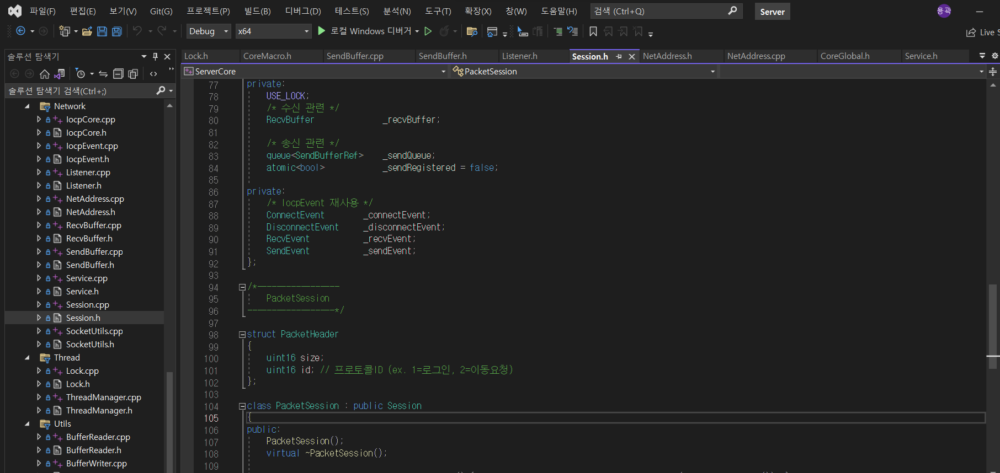 파일(F) 편집(E) 보기(V) Git(G) 프로젝트(P) 빌드(B) 디버그(D) 테스트(S) 분석(N) 도구(T) 확장(X) 창(W) 도움말(H) 검색 (Ctrl+Q) Server 용곽
Debug x64 로컬 Windows 디버거 Live S
솔루션 탐색기
솔루션 탐색기 검색(Ctrl+;)
Network
IocpCore.cpp
IocpCore.h
IocpEvent.cpp
IocpEvent.h
Listener.cpp
Listener.h
NetAddress.cpp
NetAddress.h
RecvBuffer.cpp
RecvBuffer.h
SendBuffer.cpp
SendBuffer.h
Service.cpp
Service.h
Session.cpp
Session.h
SocketUtils.cpp
SocketUtils.h
Thread
Lock.cpp
Lock.h
ThreadManager.cpp
ThreadManager.h
Utils
BufferReader.cpp
BufferReader.h
BufferWriter.cpp
Lock.h CoreMacro.h SendBuffer.cpp SendBuffer.h Listener.h Session.h NetAddress.h NetAddress.cpp CoreGlobal.h Service.h
ServerCore PacketSession
77 private:
78 USE_LOCK;
79 /* 수신 관련 */
80 RecvBuffer _recvBuffer;
81
82 /* 송신 관련 */
83 queue<SendBufferRef> _sendQueue;
84 atomic<bool> _sendRegistered = false;
85
86 private:
87 /* IocpEvent 재사용 */
88 ConnectEvent _connectEvent;
89 DisconnectEvent _disconnectEvent;
90 RecvEvent _recvEvent;
91 SendEvent _sendEvent;
92 };
93
94 /*-----------------
95 PacketSession
96 ------------------*/
97
98 struct PacketHeader
99 {
100 uint16 size;
101 uint16 id; // 프로토콜ID (ex. 1=로그인, 2=이동요청)
102 };
103
104 class PacketSession : public Session
105 {
106 public:
107 PacketSession();
108 virtual ~PacketSession();
109